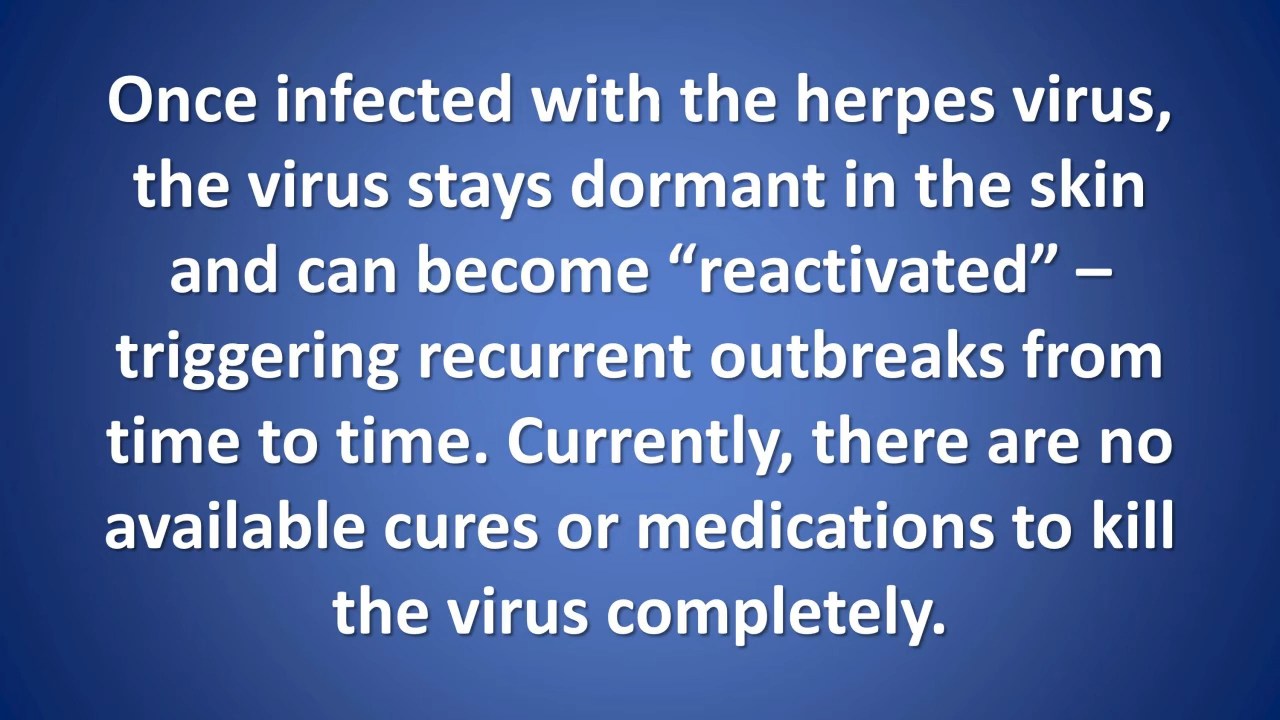 Once infected with the herpes virus,
the virus stays dormant in the skin
and can become “reactivated” –
triggering recurrent outbreaks from
time to time. Currently, there are no
available cures or medications to kill
the virus completely.